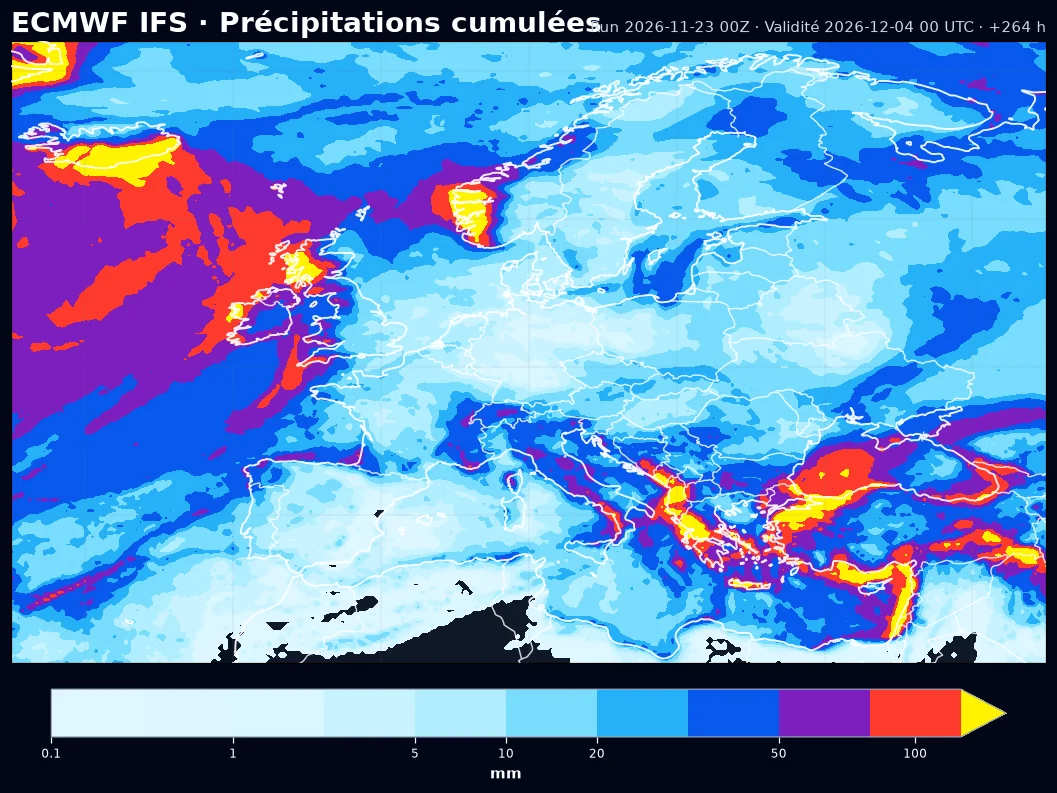 ECMWF IFS · Précipitations cumulées
Run 2026-11-23 00Z · Validité 2026-12-04 00 UTC · +264 h
0.1 1 5 10 20 50 100
mm